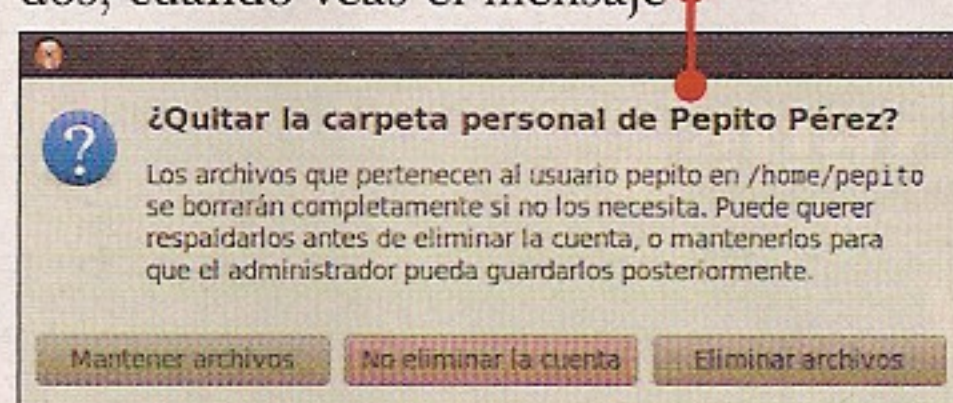 dos, cuando veas el mensaje
¿Quitar la carpeta personal de Pepito Pérez?
Los archivos que pertenecen al usuario pepito en /home/pepito
se borrarán completamente si no los necesita. Puede querer
respaldarlos antes de eliminar la cuenta, o mantenerlos para
que el administrador pueda guardarlos posteriormente.
Mantener archivos
No eliminar la cuenta
Eliminar archivos